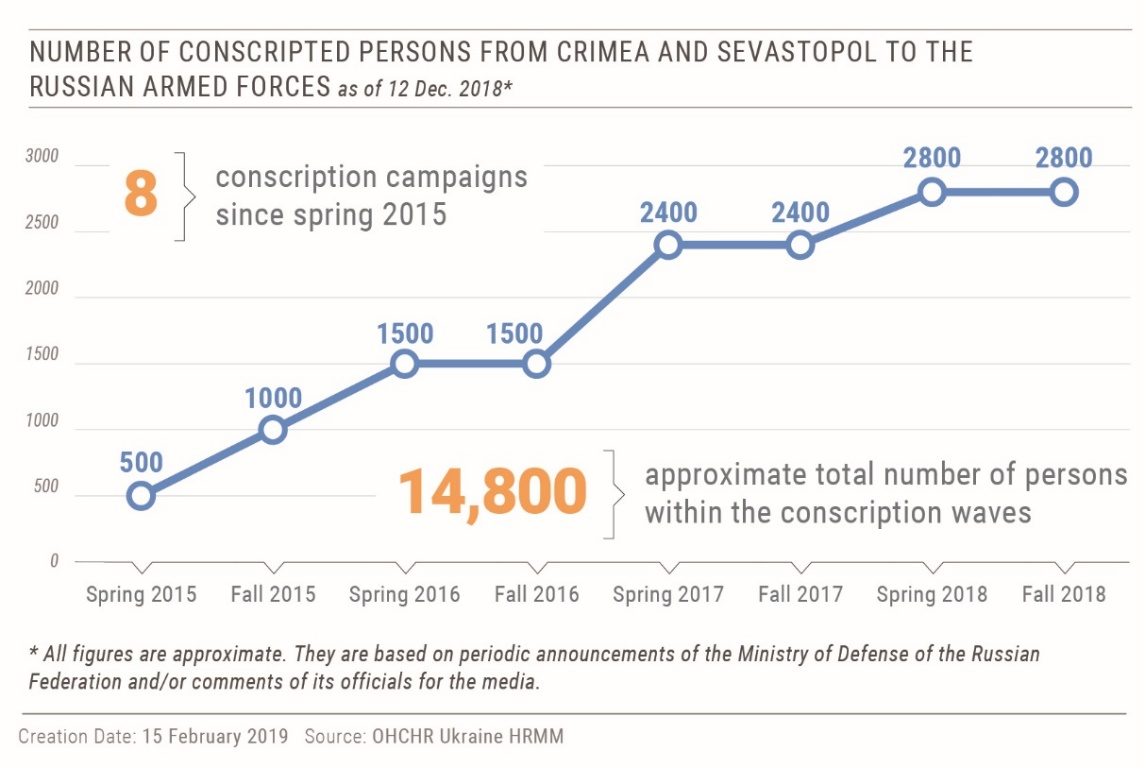 NUMBER OF CONSCRIPTED PERSONS FROM CRIMEA AND SEVASTOPOL TO THE
RUSSIAN ARMED FORCES as of 12 Dec. 2018*
3000
2500
2000
1500
1000
500
0
8
conscription campaigns
since spring 2015
500
1000
1500
1500
2400
2400
2800
2800
14,800
approximate total number of persons
within the conscription waves
Spring 2015
Fall 2015
Spring 2016
Fall 2016
Spring 2017
Fall 2017
Spring 2018
Fall 2018
* All figures are approximate. They are based on periodic announcements of the Ministry of Defense of the Russian
Federation and/or comments of its officials for the media.
Creation Date: 15 February 2019 Source: OHCHR Ukraine HRMM